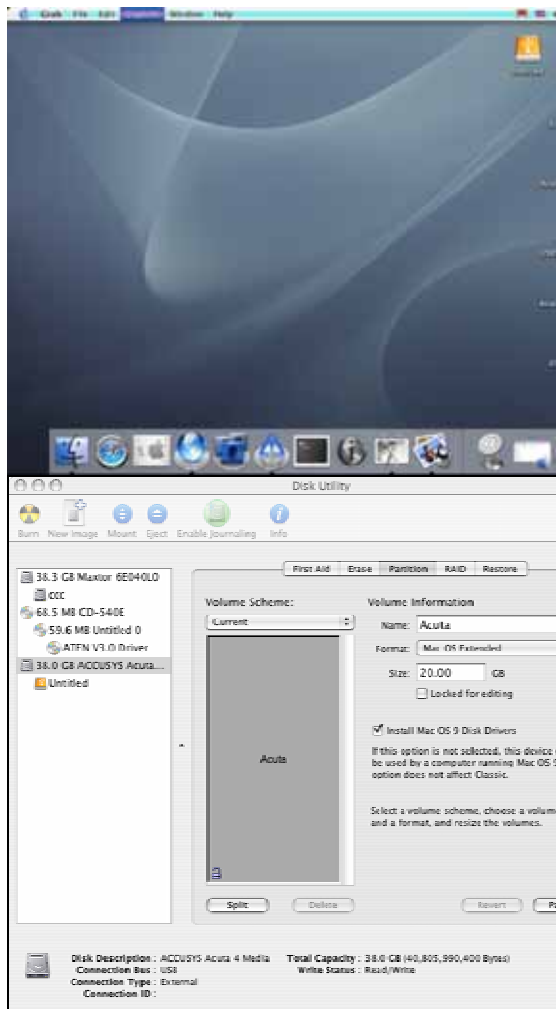 Grab File Edit Window Help
Disk Utility
Burn New Image Mount Eject Enable Journaling Info
First Aid Erase Partition RAID Restore
38.3 GB Maxtor 6E040L0
ccc
68.5 MB CD-540E
59.6 MB Untitled 0
ATEN V3.0 Driver
38.0 GB ACCUSYS Acuta...
Untitled
Volume Scheme:
Current
Acuta
Split Delete
Volume Information
Name: Acuta
Format: Mac OS Extended
Size: 20.00 GB
Locked for editing
Install Mac OS 9 Disk Drivers
If this option is not selected, this device
be used by a computer running Mac OS 9
option does not affect Classic.
Select a volume scheme, choose a volum
and a format, and resize the volumes.
Revert
Disk Description : ACCUSYS Acuta 4 Media
Connection Bus : USB
Connection Type : External
Connection ID :
Total Capacity : 38.0 GB (40,805,990,400 Bytes)
Write Status : Read/Write